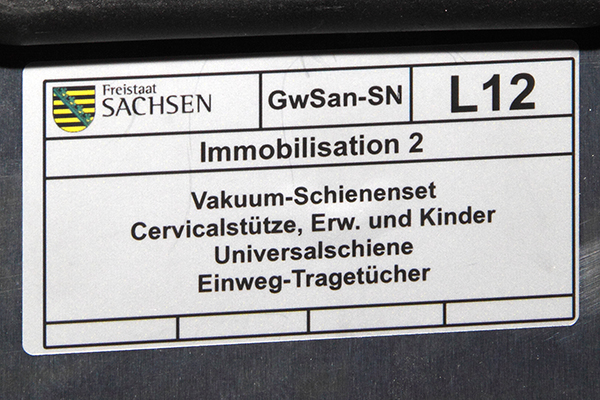 Freistaat
SACHSEN
GwSan-SN
L12
Immobilisation 2
Vakuum-Schienenset
Cervicalstütze, Erw. und Kinder
Universalschiene
Einweg-Tragetücher